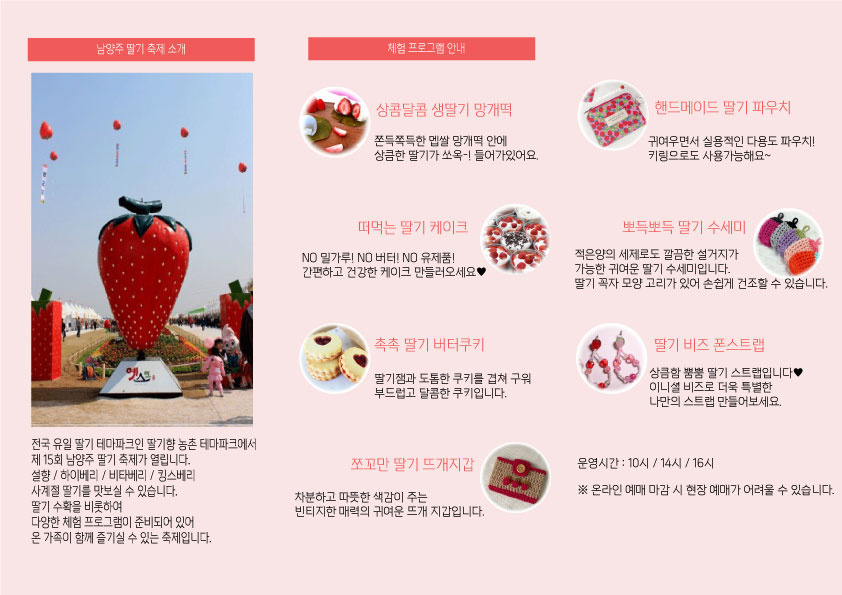 남양주 딸기 축제 소개
전국 유일 딸기 테마파크인 딸기향 농촌 테마파크에서
제 15회 남양주 딸기 축제가 열립니다.
설향 / 하이베리 / 비타베리 / 킹스베리
사계절 딸기를 맛보실 수 있습니다.
딸기 수확을 비롯하여
다양한 체험 프로그램이 준비되어 있어
온 가족이 함께 즐기실 수 있는 축제입니다.
체험 프로그램 안내
상콤달콤 생딸기 망개떡
쫀득쪽득한 멥쌀 망개떡 안에
상큼한 딸기가 쏘옥-! 들어가있어요.
떠먹는 딸기 케이크
NO 밀가루! NO 버터! NO 유제품!
간편하고 건강한 케이크 만들러오세요♥
촉촉 딸기 버터쿠키
딸기잼과 도톰한 쿠키를 겹쳐 구워
부드럽고 달콤한 쿠키입니다.
쪼꼬만 딸기 뜨개지갑
차분하고 따뜻한 색감이 주는
빈티지한 매력의 귀여운 뜨개 지갑입니다.
핸드메이드 딸기 파우치
귀여우면서 실용적인 다용도 파우치!
키링으로도 사용가능해요~
뽀득뽀득 딸기 수세미
적은양의 세제로도 깔끔한 설거지가
가능한 귀여운 딸기 수세미입니다.
딸기 꼭자 모양 고리가 있어 손쉽게 건조할 수 있습니다.
딸기 비즈 폰스트랩
상큼함 뿜뿜 딸기 스트랩입니다♥
이니셜 비즈로 더욱 특별한
나만의 스트랩 만들어보세요.
운영시간 : 10시 / 14시 / 16시
※ 온라인 예매 마감 시 현장 예매가 어려울 수 있습니다.